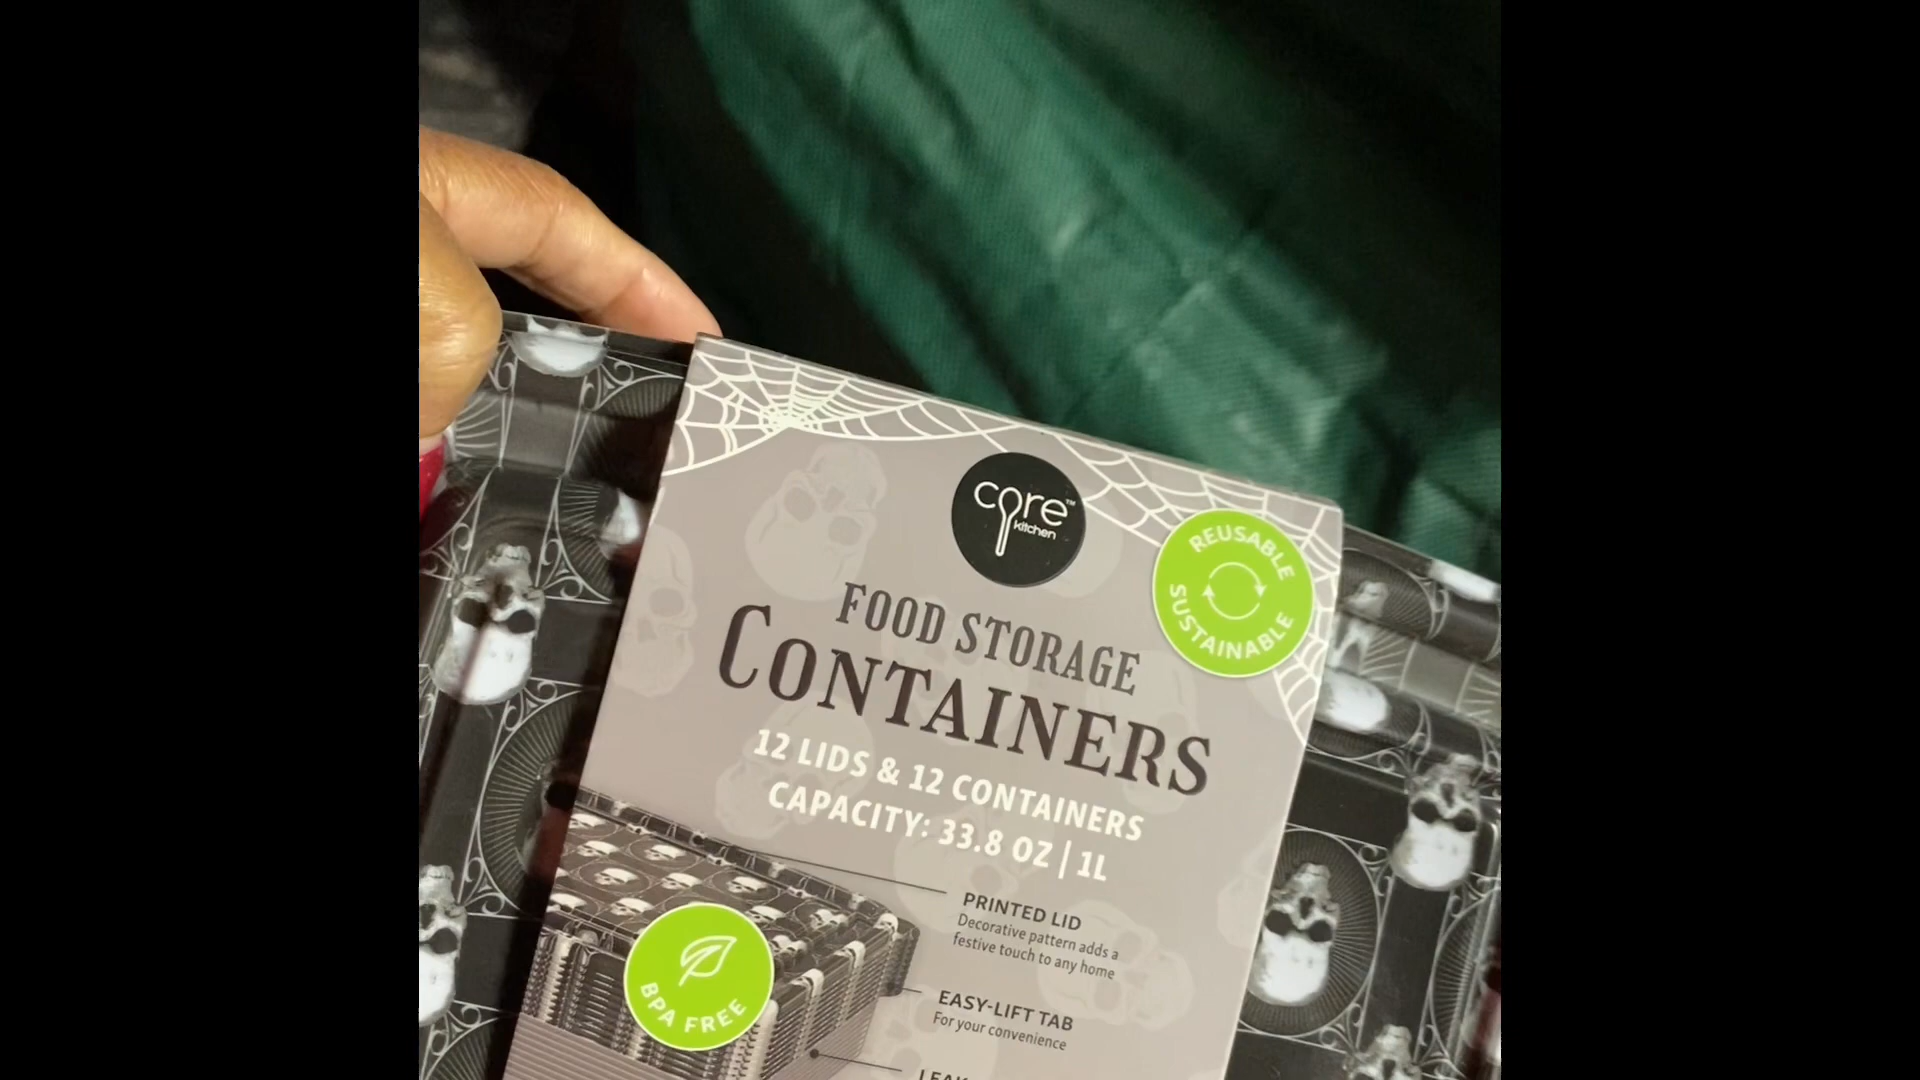 core™
kitchen
REUSABLE
SUSTAINABLE
FOOD STORAGE
CONTAINERS
12 LIDS & 12 CONTAINERS
CAPACITY: 33.8 OZ | 1L
PRINTED LID
Decorative pattern adds a
festive touch to any home
EASY-LIFT TAB
For your convenience
BPA FREE